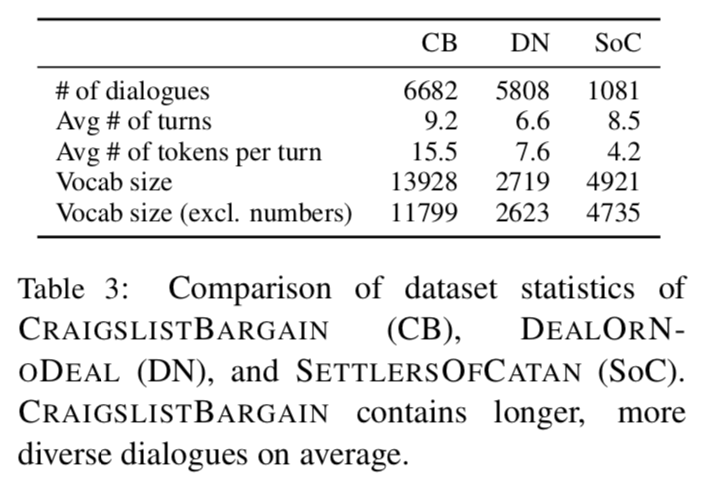 CB DN SoC
# of dialogues 6682 5808 1081
Avg # of turns 9.2 6.6 8.5
Avg # of tokens per turn 15.5 7.6 4.2
Vocab size 13928 2719 4921
Vocab size (excl. numbers) 11799 2623 4735
Table 3: Comparison of dataset statistics of
CRAIGSLISTBARGAIN (CB), DEALORN-
ODEAL (DN), and SETTLERSOFCATAN (SoC).
CRAIGSLISTBARGAIN contains longer, more
diverse dialogues on average.